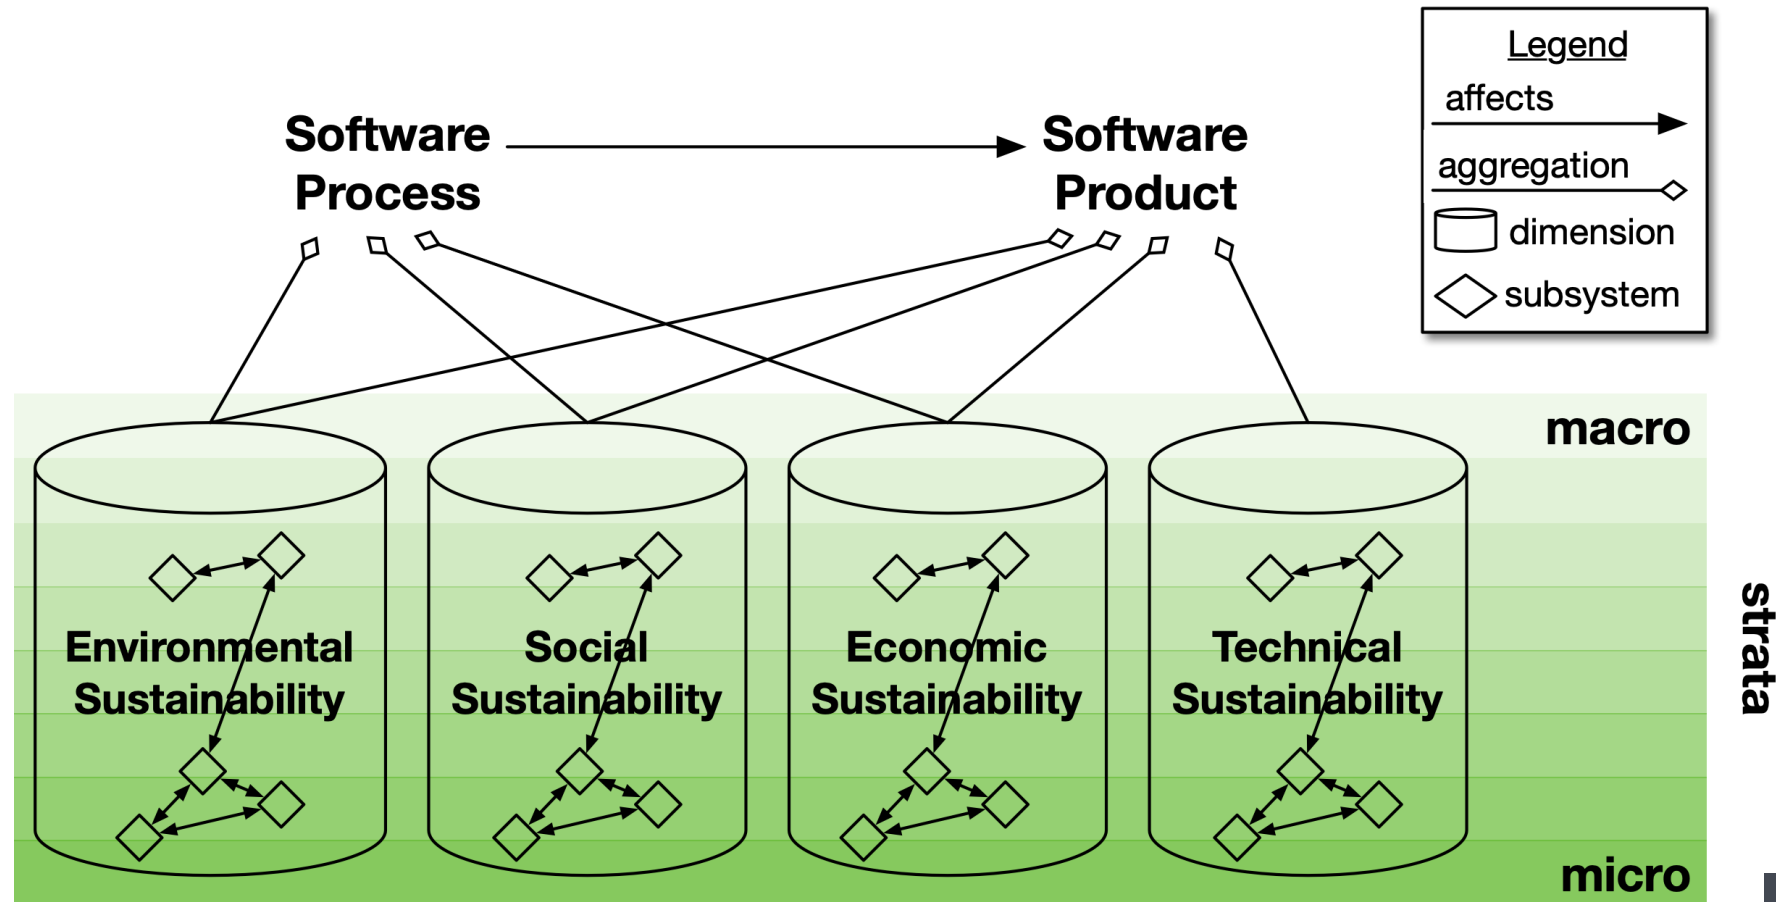 Legend
affects
aggregation
dimension
subsystem
Software
Process
Software
Product
macro
Environmental
Sustainability
Social
Sustainability
Economic
Sustainability
Technical
Sustainability
strata
micro